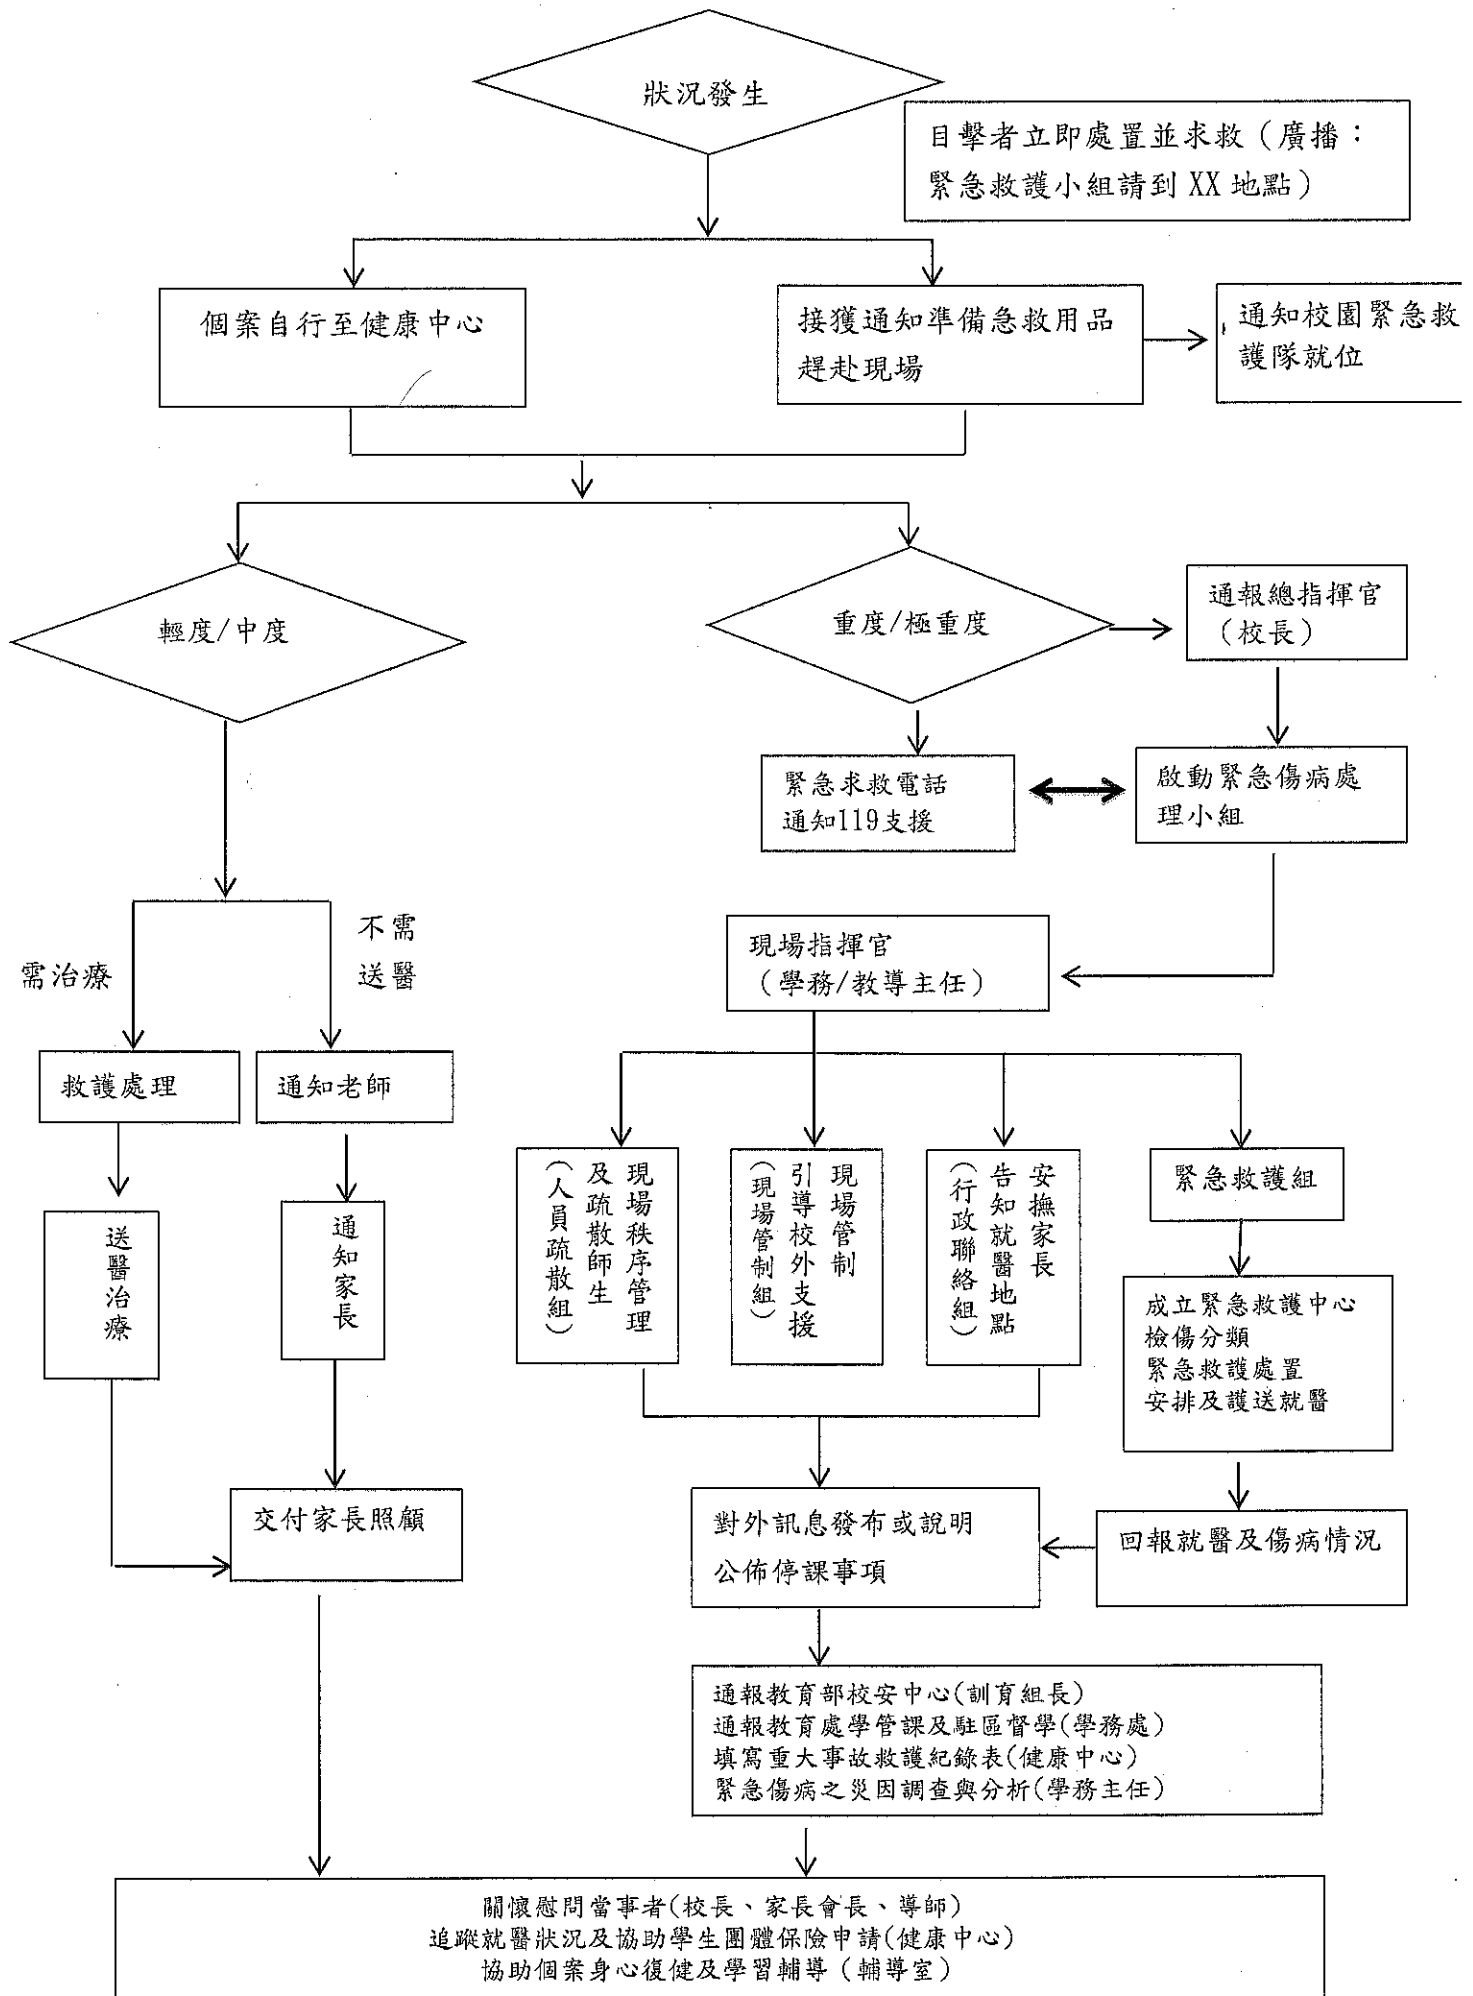 狀況發生
目擊者立即處置並求救（廣播：
緊急救護小組請到 XX 地點）
個案自行至健康中心
接獲通知準備急救用品
趕赴現場
通知校園緊急救
護隊就位
輕度/中度
重度/極重度
通報總指揮官
（校長）
緊急求救電話
通知119支援
啟動緊急傷病處
理小組
需治療
不需
送醫
現場指揮官
（學務/教導主任）
救護處理
通知老師
送醫治療
通知家長
現場秩序管理
及疏散師生
（人員疏散組）
現場管制
引導校外支援
（現場管制組）
安撫家長
告知就醫地點
（行政聯絡組）
緊急救護組
成立緊急救護中心
檢傷分類
緊急救護處置
安排及護送就醫
交付家長照顧
對外訊息發布或說明
公佈停課事項
回報就醫及傷病情況
通報教育部校安中心(訓育組長)
通報教育處學管課及駐區督學(學務處)
填寫重大事故救護紀錄表(健康中心)
緊急傷病之災因調查與分析(學務主任)
關懷慰問當事者(校長、家長會長、導師)
追蹤就醫狀況及協助學生團體保險申請(健康中心)
協助個案身心復健及學習輔導（輔導室）